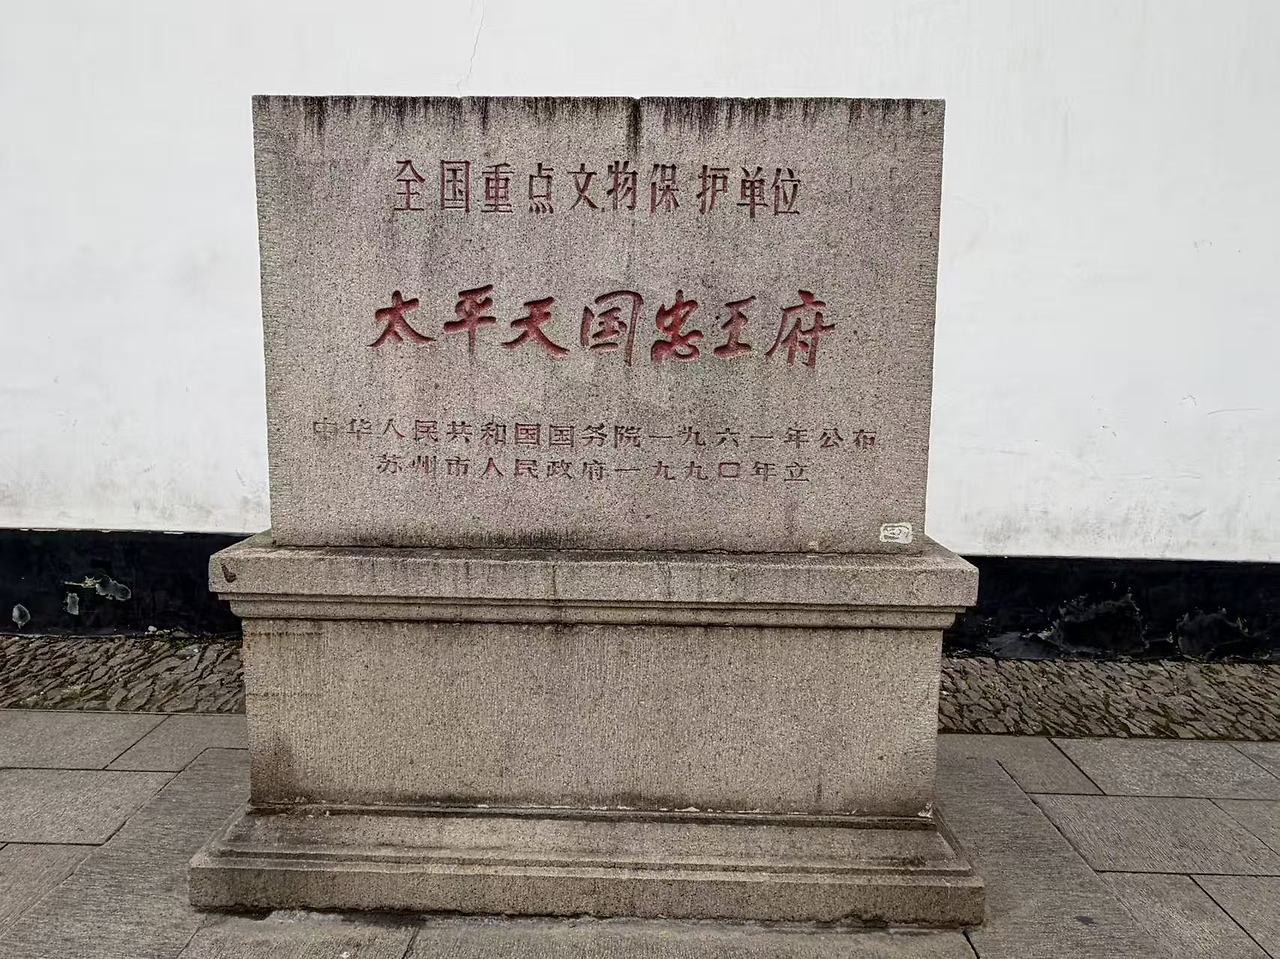 全国重点文物保护单位
太平天国忠王府
中华人民共和国国务院一九六一年公布
苏州市人民政府一九九〇年立